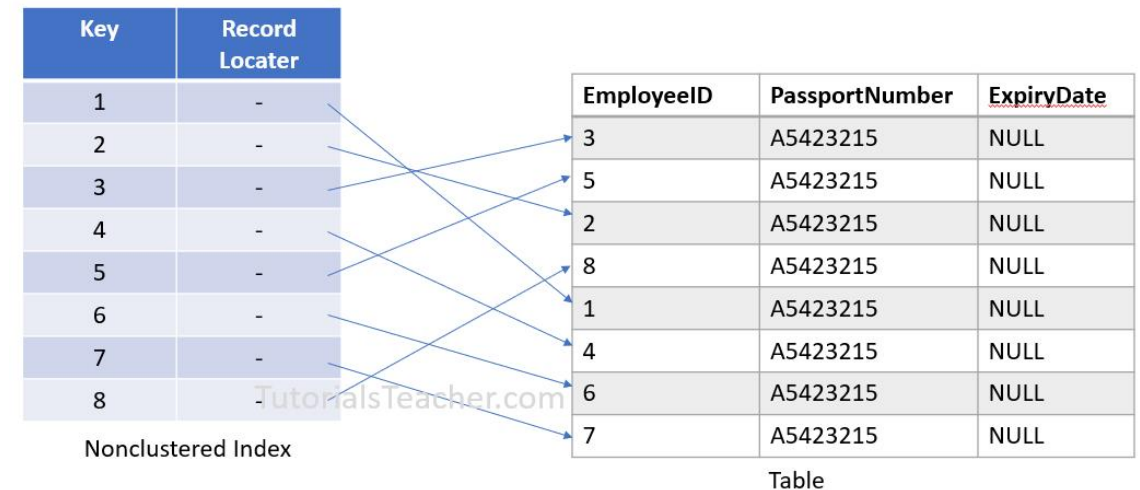 Key Record Locater
1 -
2 -
3 -
4 -
5 -
6 -
7 -
8 -
Nonclustered Index
EmployeeID PassportNumber ExpiryDate
3 A5423215 NULL
5 A5423215 NULL
2 A5423215 NULL
8 A5423215 NULL
1 A5423215 NULL
4 A5423215 NULL
6 A5423215 NULL
7 A5423215 NULL
Table
TutorialsTeacher.com